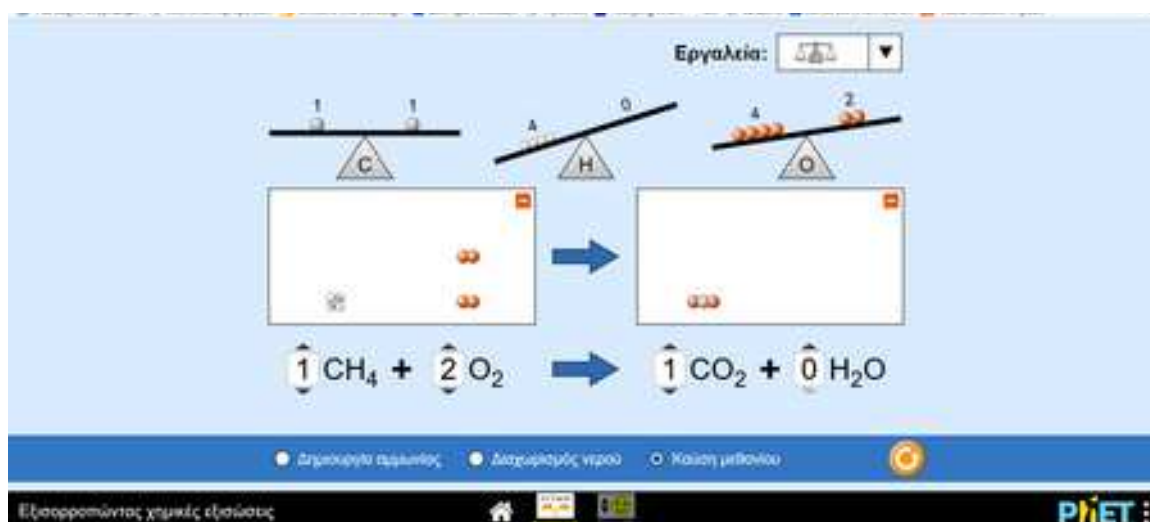 Εργαλεία:
1 1 4 0 4 2
C H O
1 CH₄ + 2 O₂ 1 CO₂ + 0 H₂O
Δημιουργία αμμωνίας Διαχωρισμός νερού Καύση μεθανίου
Εξισορροπώντας χημικές εξισώσεις PhET